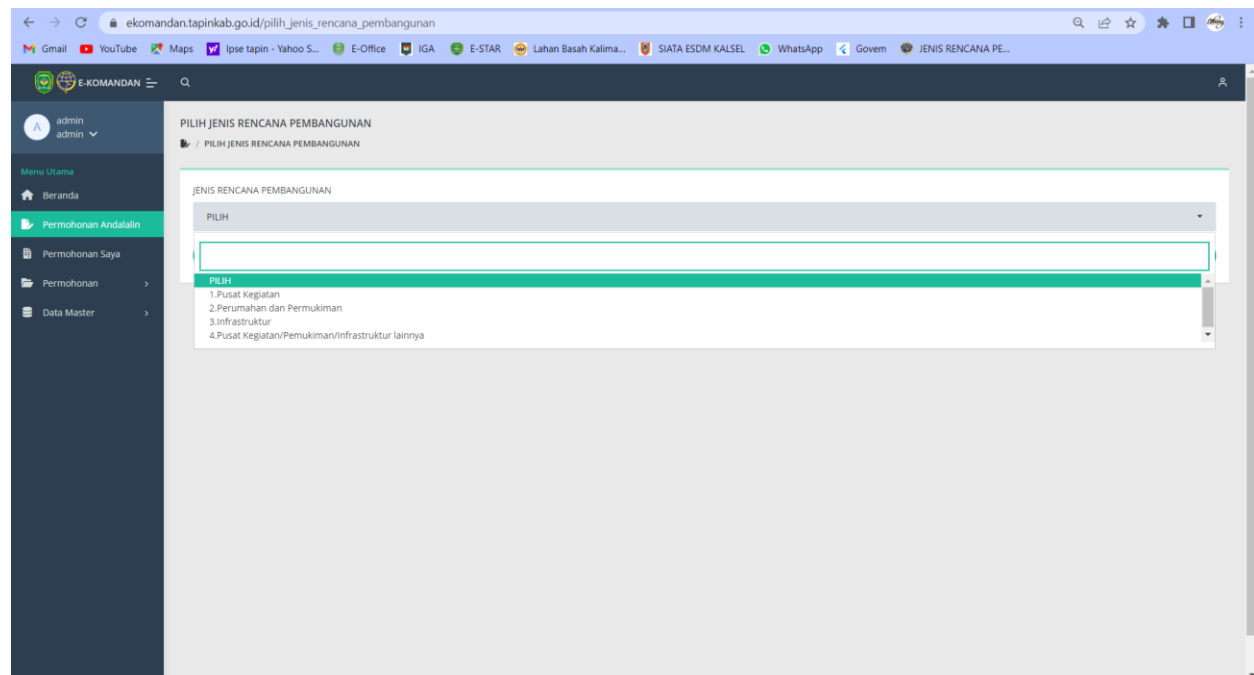 ekomandan.tapinkab.go.id/pilih_jenis_rencana_pembangunan
Gmail YouTube Maps Ipse tapin - Yahoo S... E-Office IGA E-STAR Lahan Basah Kalima... SIATA ESDM KALSEL WhatsApp Govem JENIS RENCANA PE...
E-KOMANDAN
A admin
admin
PILIH JENIS RENCANA PEMBANGUNAN
/ PILIH JENIS RENCANA PEMBANGUNAN
Menu Utama
Beranda
Permohonan Andalalin
Permohonan Saya
Permohonan
Data Master
JENIS RENCANA PEMBANGUNAN
PILIH
PILIH
1.Pusat Kegiatan
2.Perumahan dan Permukiman
3.Infrastruktur
4.Pusat Kegiatan/Pemukiman/Infrastruktur lainnya